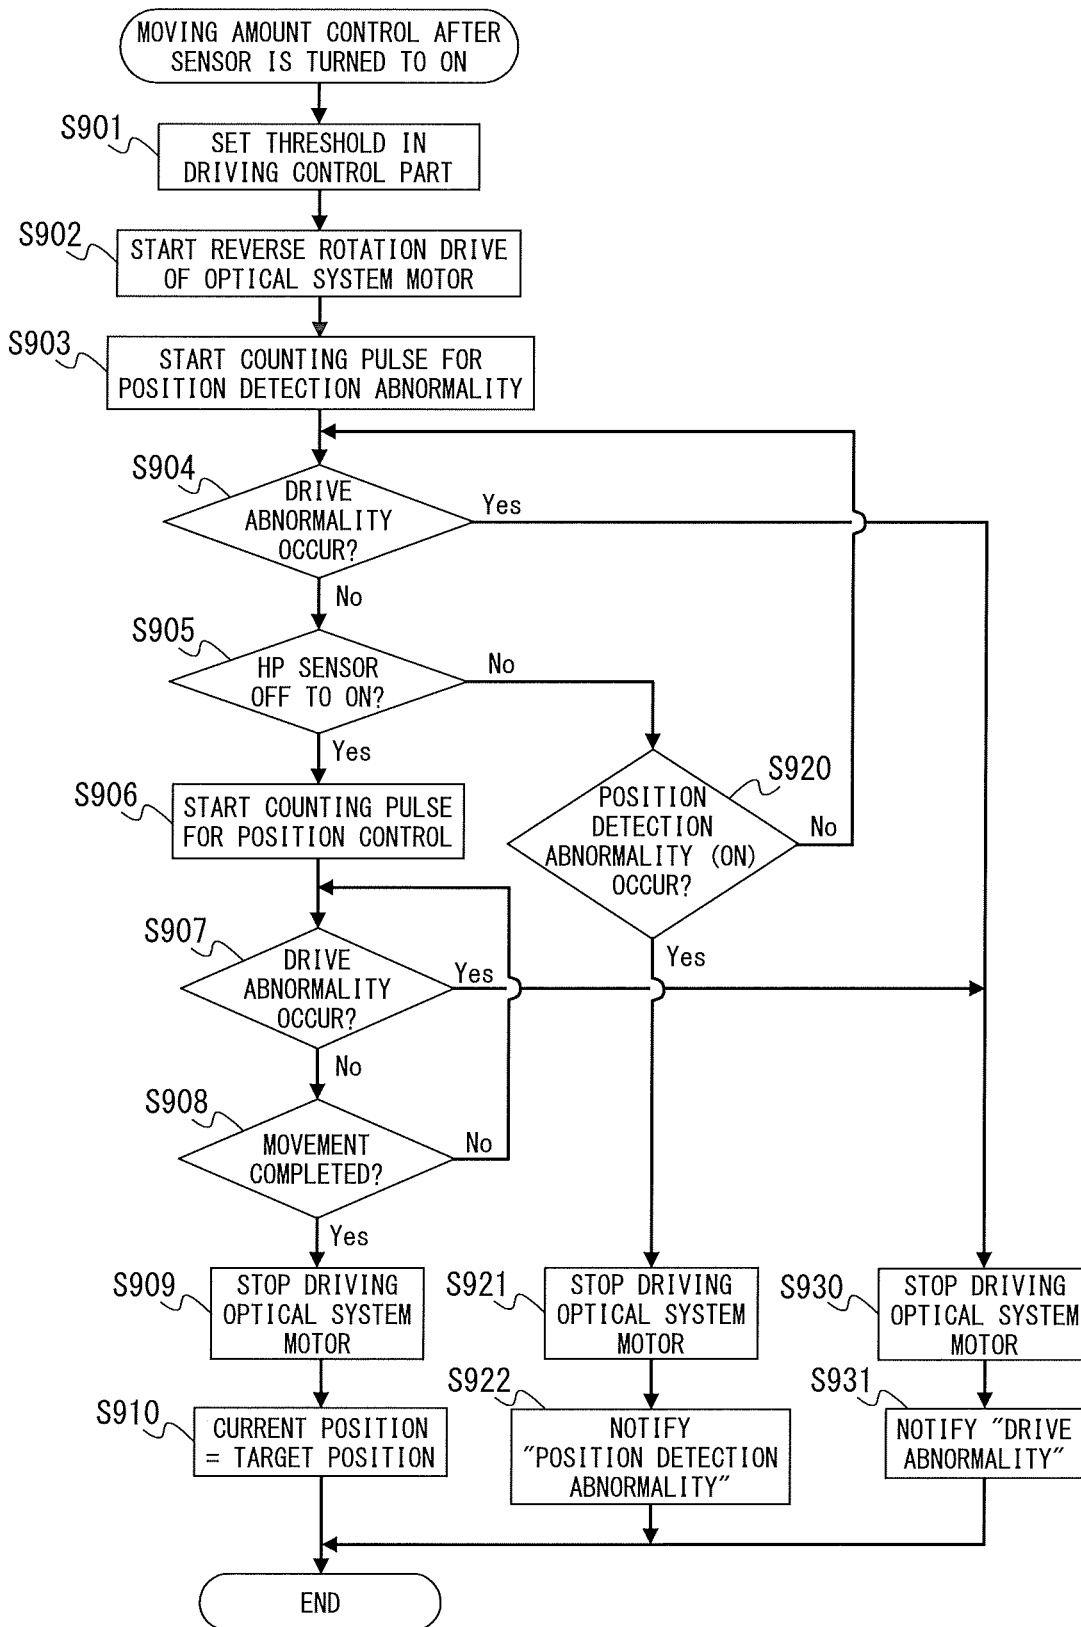 MOVING AMOUNT CONTROL AFTER
SENSOR IS TURNED TO ON
S901
SET THRESHOLD IN
DRIVING CONTROL PART
S902
START REVERSE ROTATION DRIVE
OF OPTICAL SYSTEM MOTOR
S903
START COUNTING PULSE FOR
POSITION DETECTION ABNORMALITY
S904
DRIVE
ABNORMALITY
OCCUR?
Yes
No
S905
HP SENSOR
OFF TO ON?
No
Yes
S920
POSITION
DETECTION
ABNORMALITY (ON)
OCCUR?
No
Yes
S906
START COUNTING PULSE
FOR POSITION CONTROL
S907
DRIVE
ABNORMALITY
OCCUR?
Yes
No
S908
MOVEMENT
COMPLETED?
No
Yes
S909
STOP DRIVING
OPTICAL SYSTEM
MOTOR
S921
STOP DRIVING
OPTICAL SYSTEM
MOTOR
S930
STOP DRIVING
OPTICAL SYSTEM
MOTOR
S910
CURRENT POSITION
= TARGET POSITION
S922
NOTIFY
"POSITION DETECTION
ABNORMALITY"
S931
NOTIFY "DRIVE
ABNORMALITY"
END